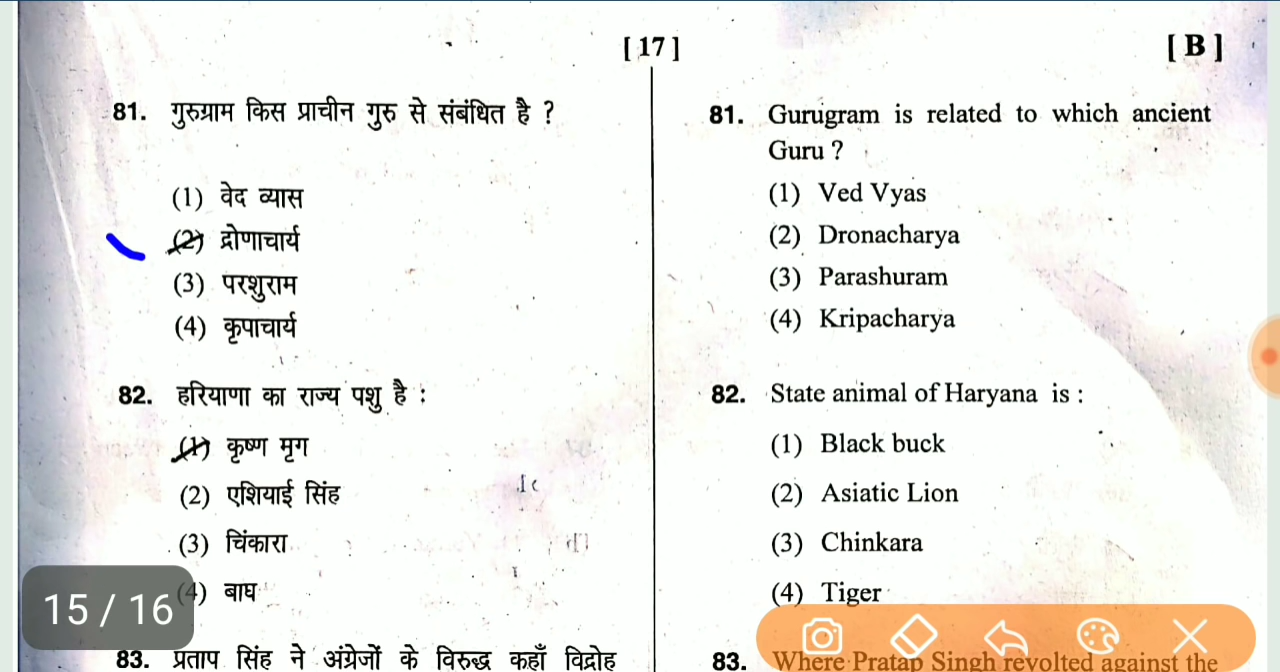 [ 17 ]
[ B ]
81. गुरुग्राम किस प्राचीन गुरु से संबंधित है ?
(1) वेद व्यास
(2) द्रोणाचार्य
(3) परशुराम
(4) कृपाचार्य
82. हरियाणा का राज्य पशु है :
(1) कृष्ण मृग
(2) एशियाई सिंह
(3) चिंकारा
(4) बाघ
83. प्रताप सिंह ने अंग्रेजों के विरुद्ध कहाँ विद्रोह
81. Gurugram is related to which ancient
Guru ?
(1) Ved Vyas
(2) Dronacharya
(3) Parashuram
(4) Kripacharya
82. State animal of Haryana is :
(1) Black buck
(2) Asiatic Lion
(3) Chinkara
(4) Tiger
83. Where Pratap Singh revolted against the
15 / 16